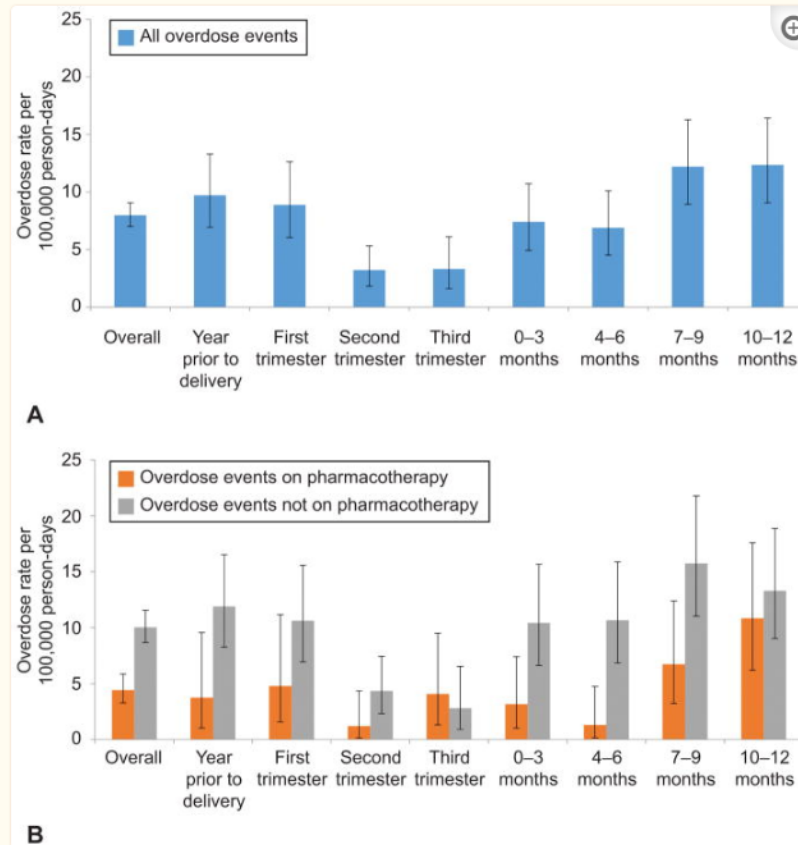 25
20
15
10
5
0
Overdose rate per
100,000 person-days
All overdose events
Overall
Year
prior to
delivery
First
trimester
Second
trimester
Third
trimester
0–3
months
4–6
months
7–9
months
10–12
months
A
25
20
15
10
5
0
Overdose rate per
100,000 person-days
Overdose events on pharmacotherapy
Overdose events not on pharmacotherapy
Overall
Year
prior to
delivery
First
trimester
Second
trimester
Third
trimester
0–3
months
4–6
months
7–9
months
10–12
months
B